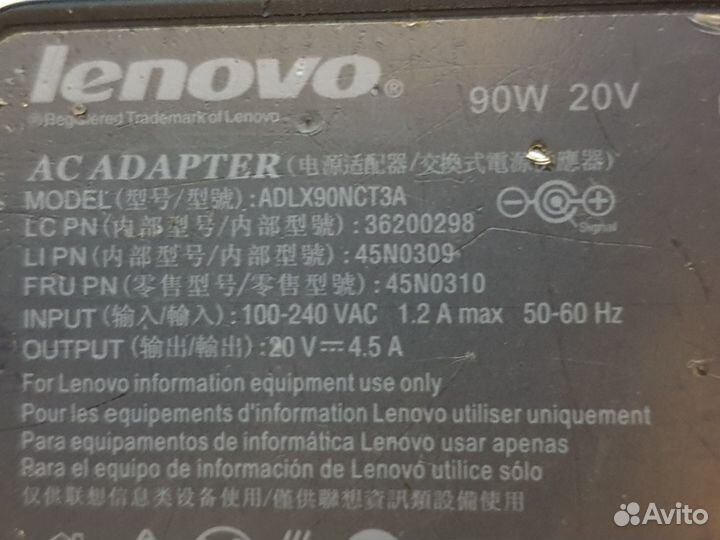 lenovo®
90W 20V
Registered Trademark of Lenovo
AC ADAPTER (电源适配器/交換式電源供應器)
MODEL (型号/型號): ADLX90NCT3A
LC PN (内部型号/内部型號): 36200298
Signal
LI PN (内部型号/内部型號): 45N0309
FRU PN (零售型号/零售型號): 45N0310
INPUT (输入/輸入): 100-240 VAC 1.2 A max 50-60 Hz
OUTPUT (输出/輸出): 20 V⎓4.5 A
For Lenovo information equipment use only
Pour les equipements d'information Lenovo utiliser uniquement
Para equipamentos de informática Lenovo usar apenas
Para el equipo de información de Lenovo utilice sólo
仅供联想信息类设备使用/僅供聯想資訊類設備使用
Avito